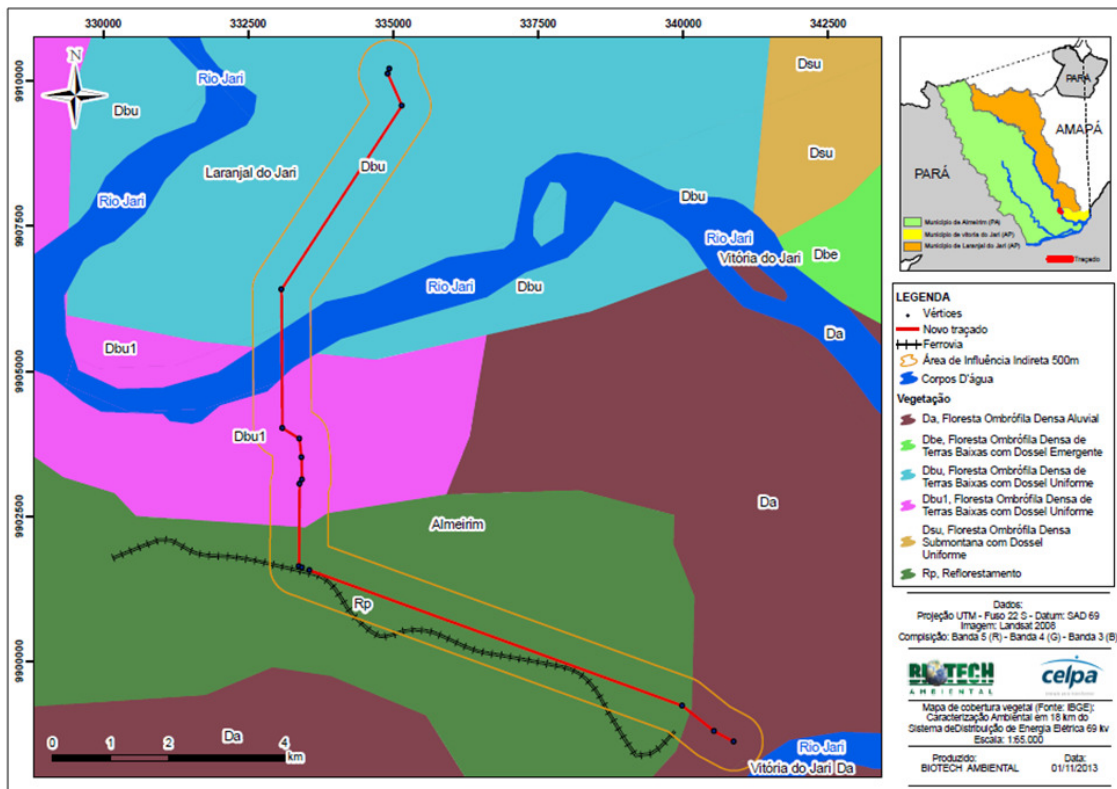 330000
332500
335000
337500
340000
342500
9910000
9907500
9905000
9902500
9900000
N
Rio Jari
Dbu
Laranjal do Jari
Dbu
Rio Jari
Dsu
Dsu
Dbu
Rio Jari
Vitória do Jari
Dbe
Rio Jari
Dbu
Da
Dbu1
Dbu1
Da
Almeirim
Rp
Da
0 1 2 4
km
Rio Jari
Vitória do Jari Da
PARÁ
AMAPÁ
PARÁ
Município de Almeirim (PA)
Município de vitoria do Jari (AP)
Município de Laranjal do Jari (AP)
Traçado
LEGENDA
Vértices
Novo traçado
Ferrovia
Área de Influência Indireta 500m
Corpos D'água
Vegetação
Da, Floresta Ombrófila Densa Aluvial
Dbe, Floresta Ombrófila Densa de
Terras Baixas com Dossel Emergente
Dbu, Floresta Ombrófila Densa de
Terras Baixas com Dossel Uniforme
Dbu1, Floresta Ombrófila Densa de
Terras Baixas com Dossel Uniforme
Dsu, Floresta Ombrófila Densa
Submontana com Dossel
Uniforme
Rp, Reflorestamento
Dados:
Projeção UTM - Fuso 22 S - Datum: SAD 69
Imagem: Landsat 2008
Composição: Banda 5 (R) - Banda 4 (G) - Banda 3 (B)
BIOTECH
AMBIENTAL
celpa
Mapa de cobertura vegetal (Fonte: IBGE):
Caracterização Ambiental em 18 km do
Sistema deDistribuição de Energia Elétrica 69 kv
Escala: 1:65.000
Produzido:
BIOTECH AMBIENTAL
Data:
01/11/2013